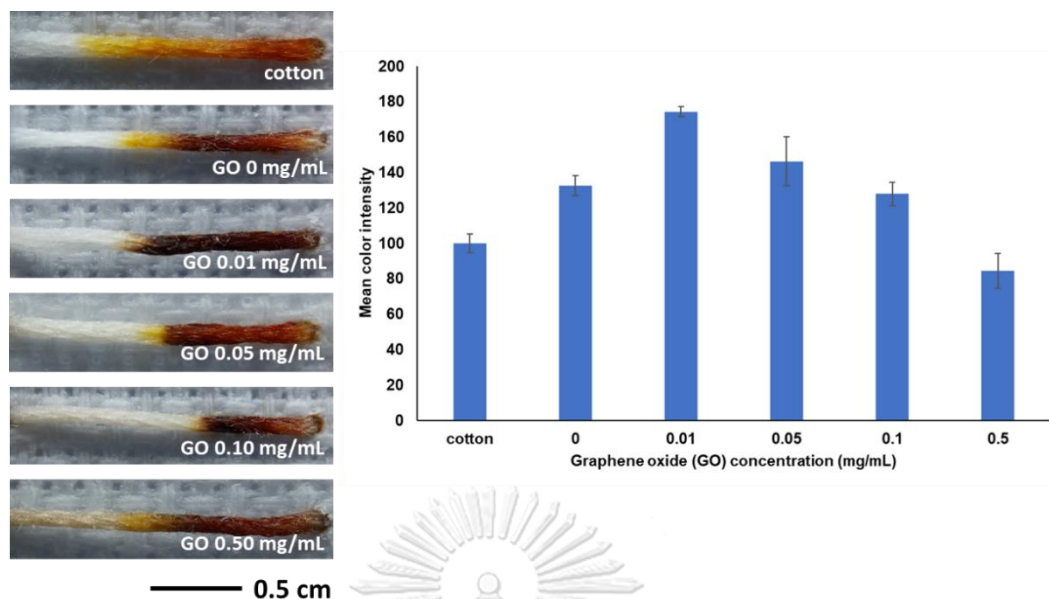 cotton
GO 0 mg/mL
GO 0.01 mg/mL
GO 0.05 mg/mL
GO 0.10 mg/mL
GO 0.50 mg/mL
0.5 cm
Mean color intensity
200
180
160
140
120
100
80
60
40
20
0
cotton 0 0.01 0.05 0.1 0.5
Graphene oxide (GO) concentration (mg/mL)